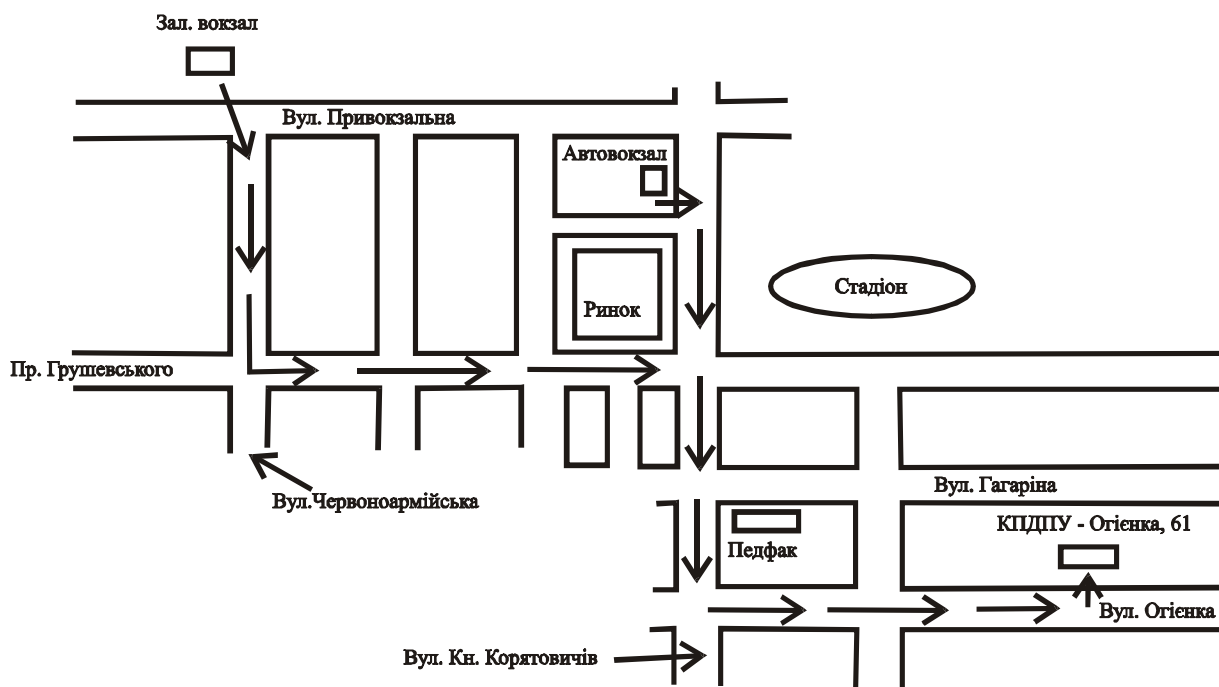 Зал. вокзал
Вул. Привокзальна
Автовокзал
Стадіон
Ринок
Пр. Грушевського
Вул. Гагаріна
Вул.Червоноармійська
КПДПУ - Огієнка, 61
Педфак
Вул. Огієнка
Вул. Кн. Корятовичів